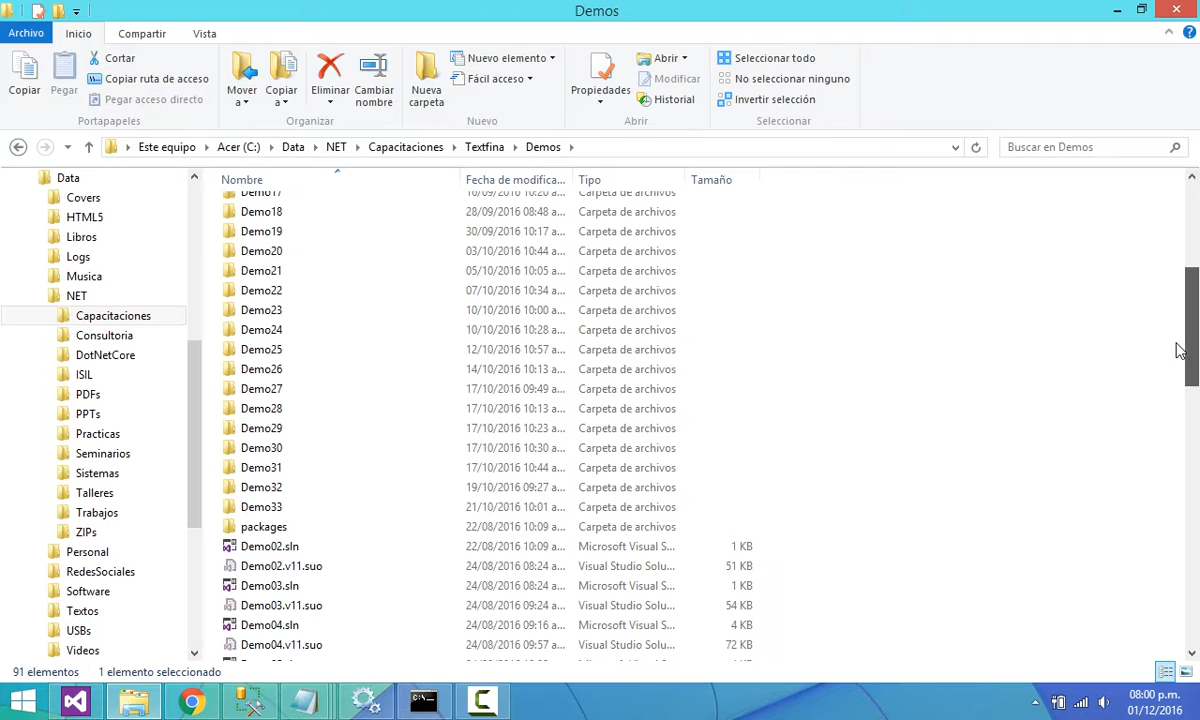 Demos
Archivo Inicio Compartir Vista
Copiar
Pegar
Cortar
Copiar ruta de acceso
Pegar acceso directo
Portapapeles
Mover a
Copiar a
Eliminar
Cambiar nombre
Organizar
Nueva carpeta
Nuevo elemento
Fácil acceso
Nuevo
Propiedades
Abrir
Modificar
Historial
Abrir
Seleccionar todo
No seleccionar ninguno
Invertir selección
Seleccionar
Este equipo Acer (C:) Data NET Capacitaciones Textfina Demos
Buscar en Demos
Data
Covers
HTML5
Libros
Logs
Musica
NET
Capacitaciones
Consultoria
DotNetCore
ISIL
PDFs
PPTs
Practicas
Seminarios
Sistemas
Talleres
Trabajos
ZIPs
Personal
RedesSociales
Software
Textos
USBs
Videos
Nombre Fecha de modifica... Tipo Tamaño
Demo17 16/09/2016 10:20 a... Carpeta de archivos
Demo18 28/09/2016 08:48 a... Carpeta de archivos
Demo19 30/09/2016 10:17 a... Carpeta de archivos
Demo20 03/10/2016 10:44 a... Carpeta de archivos
Demo21 05/10/2016 10:05 a... Carpeta de archivos
Demo22 07/10/2016 10:34 a... Carpeta de archivos
Demo23 10/10/2016 10:00 a... Carpeta de archivos
Demo24 10/10/2016 10:28 a... Carpeta de archivos
Demo25 12/10/2016 10:57 a... Carpeta de archivos
Demo26 14/10/2016 10:13 a... Carpeta de archivos
Demo27 17/10/2016 09:49 a... Carpeta de archivos
Demo28 17/10/2016 10:13 a... Carpeta de archivos
Demo29 17/10/2016 10:23 a... Carpeta de archivos
Demo30 17/10/2016 10:30 a... Carpeta de archivos
Demo31 17/10/2016 10:44 a... Carpeta de archivos
Demo32 19/10/2016 09:27 a... Carpeta de archivos
Demo33 21/10/2016 10:01 a... Carpeta de archivos
packages 22/08/2016 10:09 a... Carpeta de archivos
Demo02.sln 22/08/2016 10:09 a... Microsoft Visual S... 1 KB
Demo02.v11.suo 24/08/2016 08:24 a... Visual Studio Solu... 51 KB
Demo03.sln 24/08/2016 08:24 a... Microsoft Visual S... 1 KB
Demo03.v11.suo 24/08/2016 09:24 a... Visual Studio Solu... 54 KB
Demo04.sln 24/08/2016 09:16 a... Microsoft Visual S... 4 KB
Demo04.v11.suo 24/08/2016 09:57 a... Visual Studio Solu... 72 KB
91 elementos 1 elemento seleccionado
08:00 p.m.
01/12/2016